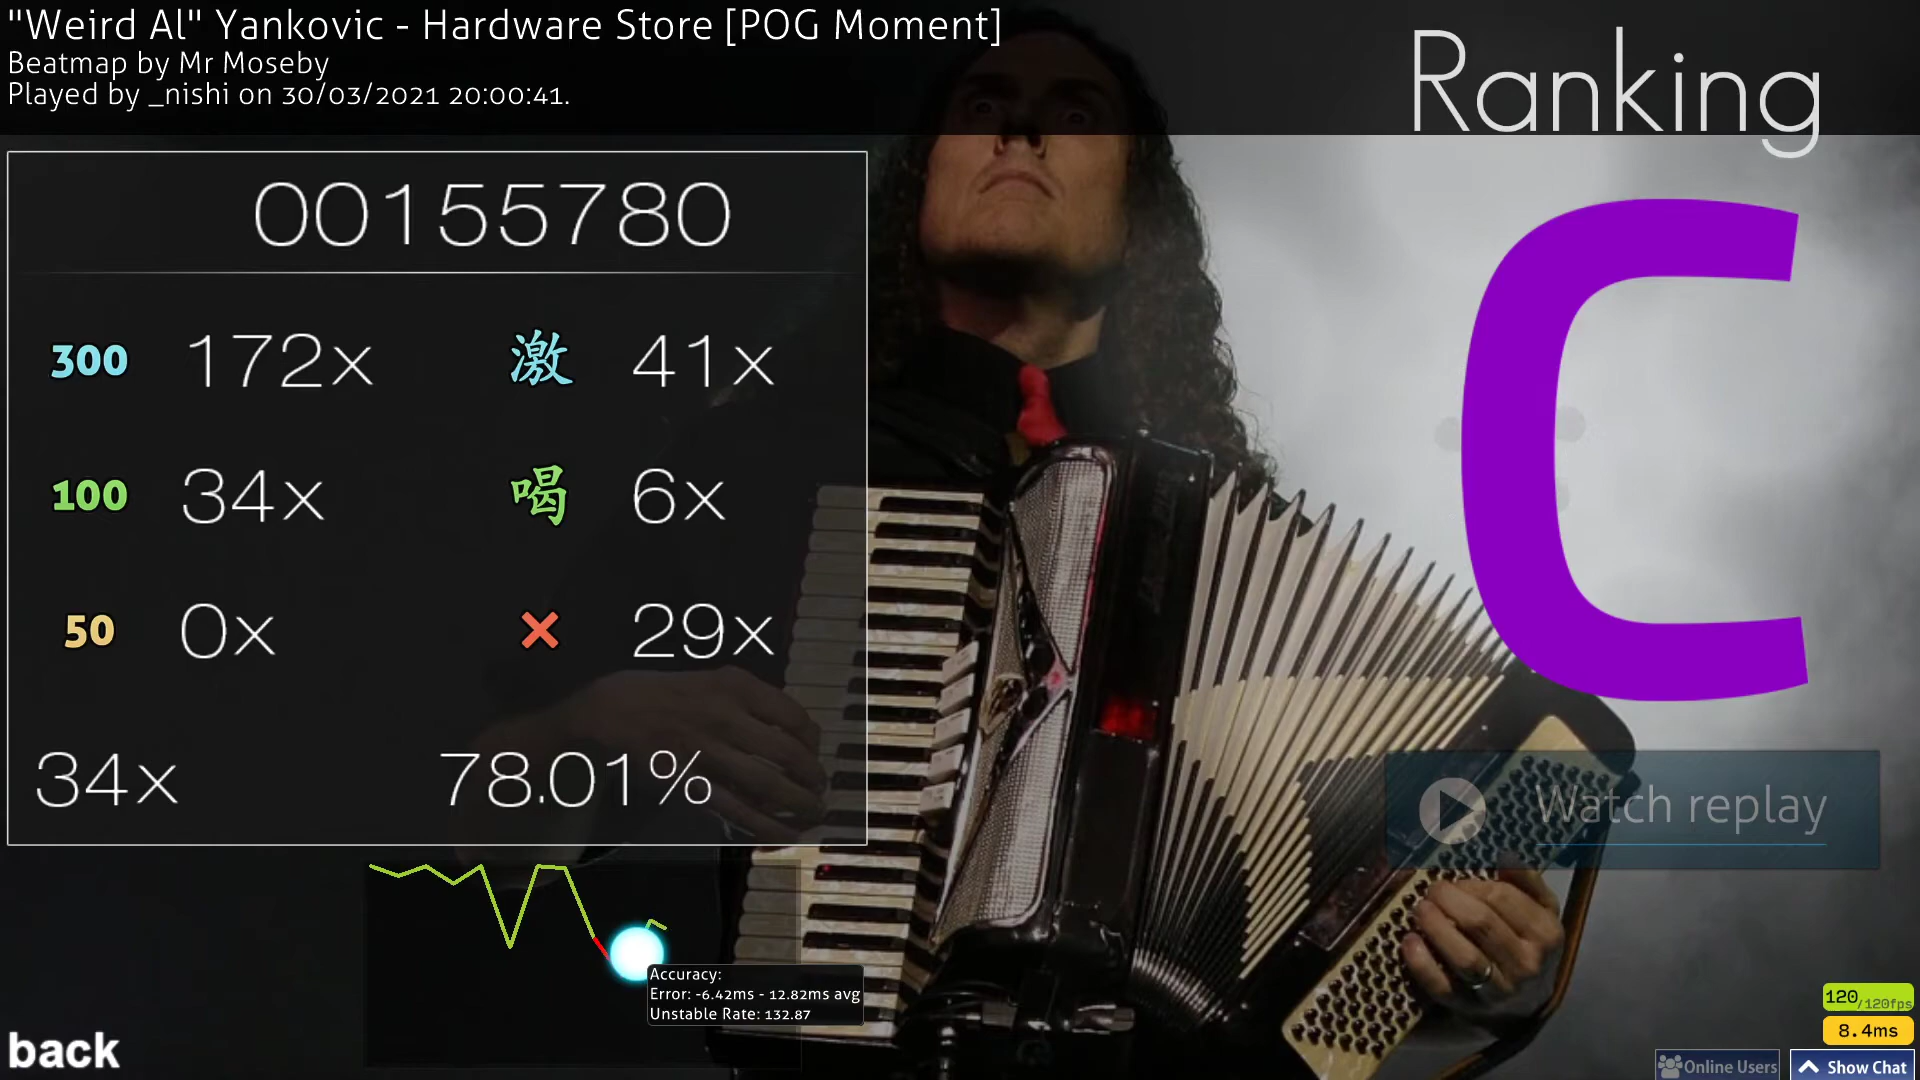 "Weird Al" Yankovic - Hardware Store [POG Moment]
Beatmap by Mr Moseby
Played by _nishi on 30/03/2021 20:00:41.
Ranking
00155780
300 172x 激 41x
100 34x 喝 6x
50 0x 29x
34x 78.01%
C
Watch replay
Accuracy:
Error: -6.42ms - 12.82ms avg
Unstable Rate: 132.87
back
120/120fps
8.4ms
Online Users
Show Chat